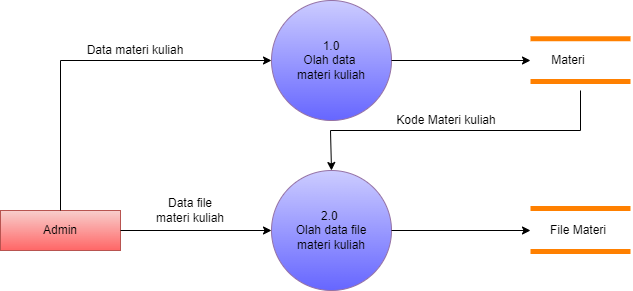 Data materi kuliah
1.0
Olah data
materi kuliah
Materi
Kode Materi kuliah
Admin
Data file
materi kuliah
2.0
Olah data file
materi kuliah
File Materi